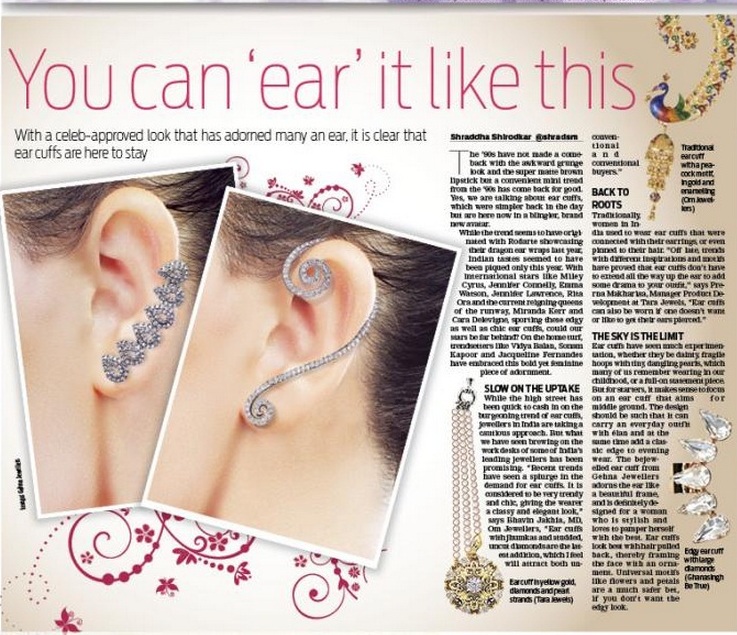 You can 'ear' it like this
With a celeb-approved look that has adorned many an ear, it is clear that
ear cuffs are here to stay
Shraddha Shirodkar @shradsm
The '90s have not made a come-
back with the awkward grunge
look and the super matte brown
lipstick but a convenient mini trend
from the '90s has come back for good.
Yes, we are talking about ear cuffs,
which were simpler back in the day
but are here now in a blingier, brand
new avatar.
While the trend seems to have origi-
nated with Rodarte showcasing
their dragon ear wraps last year,
Indian tastes seemed to have
been piqued only this year. With
international stars like Miley
Cyrus, Jennifer Connelly, Emma
Watson, Jennifer Lawrence, Rita
Ora and the current reigning queens
of the runway, Miranda Kerr and
Cara Delevigne, sporting these edgy
as well as chic ear cuffs, could our
stars be far behind? On the home turf,
trendsetters like Vidya Balan, Sonam
Kapoor and Jacqueline Fernandes
have embraced this bold yet feminine
piece of adornment.
SLOW ON THE UPTAKE
While the high street has
been quick to cash in on the
burgeoning trend of ear cuffs,
jewellers in India are taking a
cautious approach. But what
we have seen brewing on the
work desks of some of India's
leading jewellers has been
promising. "Recent trends
have seen a splurge in the
demand for ear cuffs. It is
considered to be very trendy
and chic, giving the wearer
a classy and elegant look,"
says Bhavin Jakhia, MD,
Om Jewellers, "Ear cuffs
with jhumkas and studded,
uncut diamonds are the lat-
est addition, which I feel
will attract both un-
conven-
tional
and
conventional
buyers."
BACK TO
ROOTS
Traditionally,
women in In-
dia used to wear ear cuffs that were
connected with their earrings, or even
pinned to their hair. "Of late, trends
with different inspirations and motifs
have proved that ear cuffs don't have
to extend all the way up the ear to add
some drama to your outfit," says Pre-
rna Makharia, Manager Product De-
velopment at Tara Jewels, "Ear cuffs
can also be worn if one doesn't want
or like to get their ears pierced."
THE SKY IS THE LIMIT
Ear cuffs have seen much experimen-
tation, whether they be dainty, fragile
hoops with tiny dangling pearls, which
many of us remember wearing in our
childhood, or a full-on statement piece.
But for starters, it makes sense to focus
on an ear cuff that aims for
middle ground. The design
should be such that it can
carry an everyday outfit
with élan and at the
same time add a clas-
sic edge to evening
wear. The bejew-
elled ear cuff from
Gehna Jewellers
adorns the ear like
a beautiful frame,
and is definitely de-
signed for a woman
who is stylish and
loves to pamper herself
with the best. Ear cuffs
look best with hair pulled
back, thereby framing
the face with an orna-
ment. Universal motifs
like flowers and petals
are a much safer bet,
if you don't want the
edgy look.
Traditional
ear cuff
with a pea-
cock motif,
in gold and
enamelling
(Om Jewel-
lers)
Ear cuff in yellow gold,
diamonds and pearl
strands (Tara Jewels)
Edgy ear cuff
with large
diamonds
(Ghanasingh
Be True)
Images: Gehna Jewellers